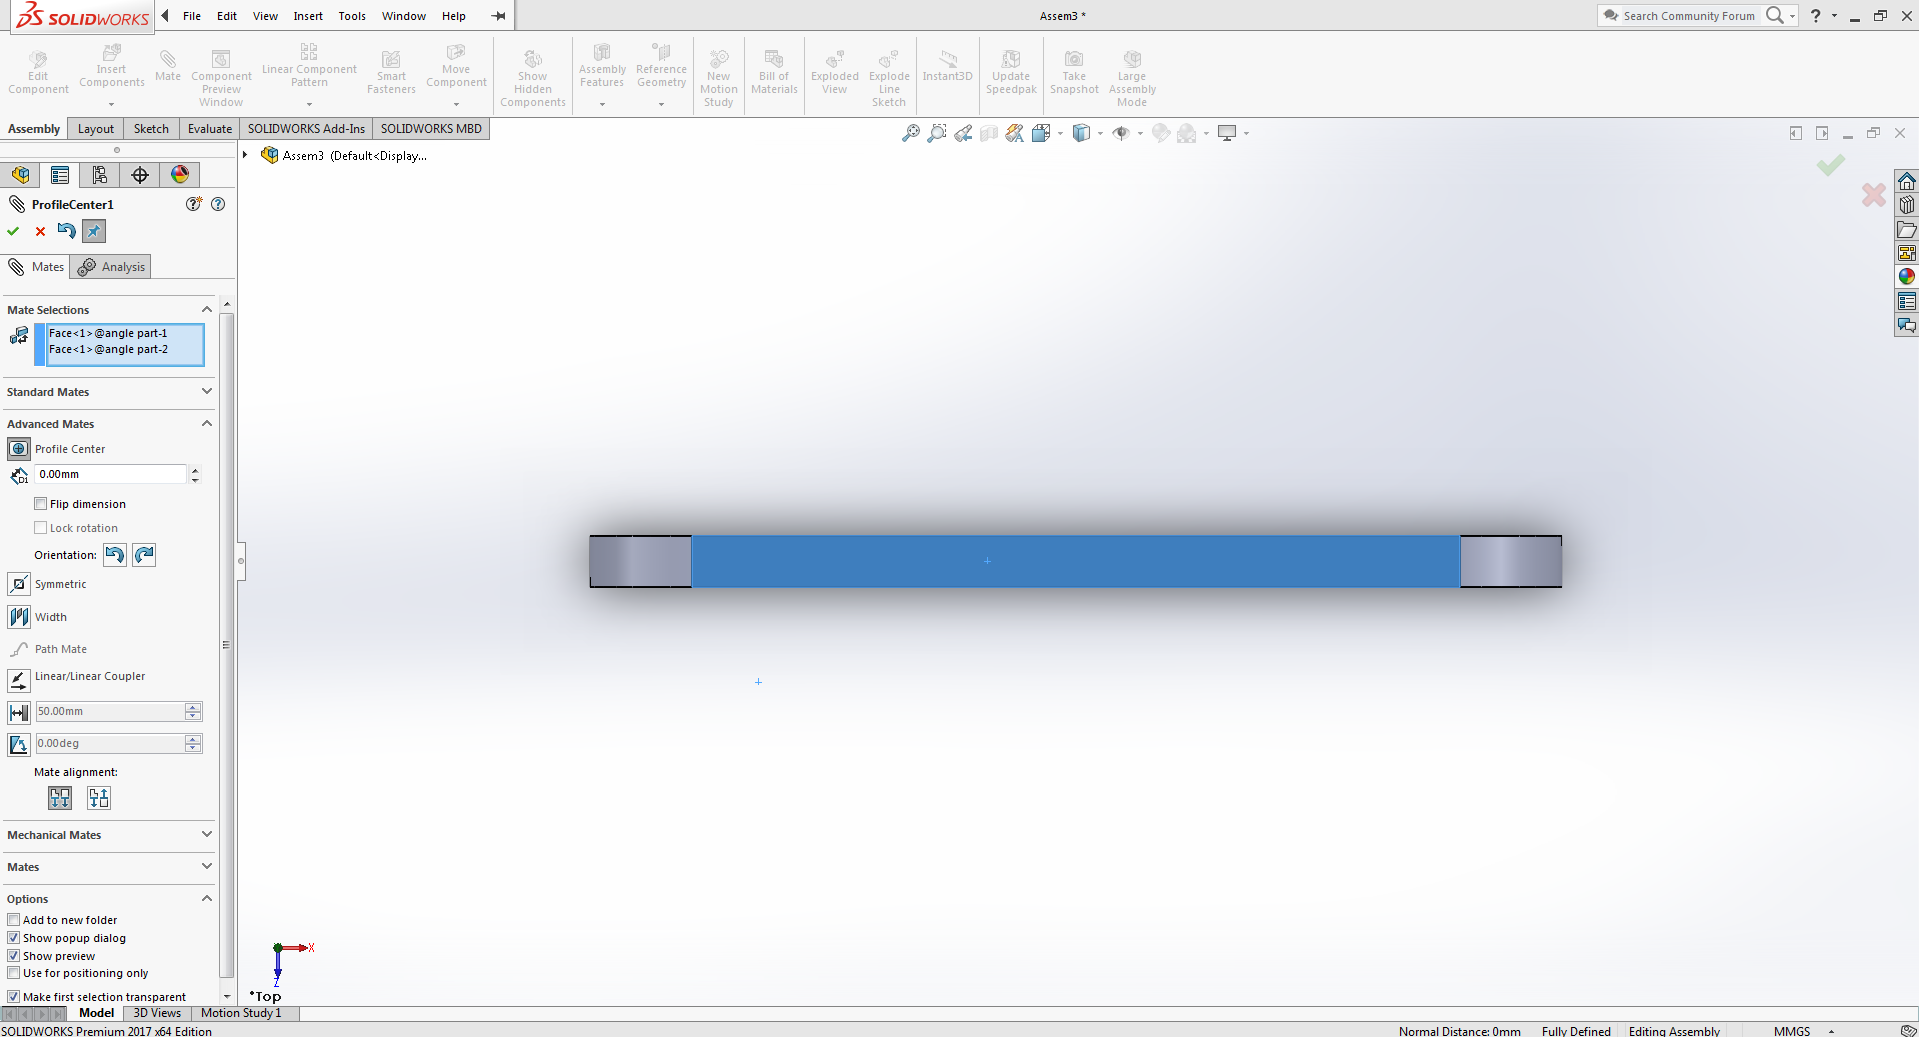 SOLIDWORKS
File Edit View Insert Tools Window Help
Assem3 *
Search Community Forum
?
Edit Component
Insert Components
Mate
Component Preview Window
Linear Component Pattern
Smart Fasteners
Move Component
Show Hidden Components
Assembly Features
Reference Geometry
New Motion Study
Bill of Materials
Exploded View
Explode Line Sketch
Instant3D
Update Speedpak
Take Snapshot
Large Assembly Mode
Assembly Layout Sketch Evaluate SOLIDWORKS Add-Ins SOLIDWORKS MBD
Assem3 (Default<Display...
ProfileCenter1
Mates Analysis
Mate Selections
Face<1>@angle part-1
Face<1>@angle part-2
Standard Mates
Advanced Mates
Profile Center
D1 0.00mm
Flip dimension
Lock rotation
Orientation:
Symmetric
Width
Path Mate
Linear/Linear Coupler
50.00mm
0.00deg
Mate alignment:
Mechanical Mates
Mates
Options
Add to new folder
Show popup dialog
Show preview
Use for positioning only
Make first selection transparent
X
Z
*Top
Model 3D Views Motion Study 1
SOLIDWORKS Premium 2017 x64 Edition
Normal Distance: 0mm Fully Defined Editing Assembly MMGS